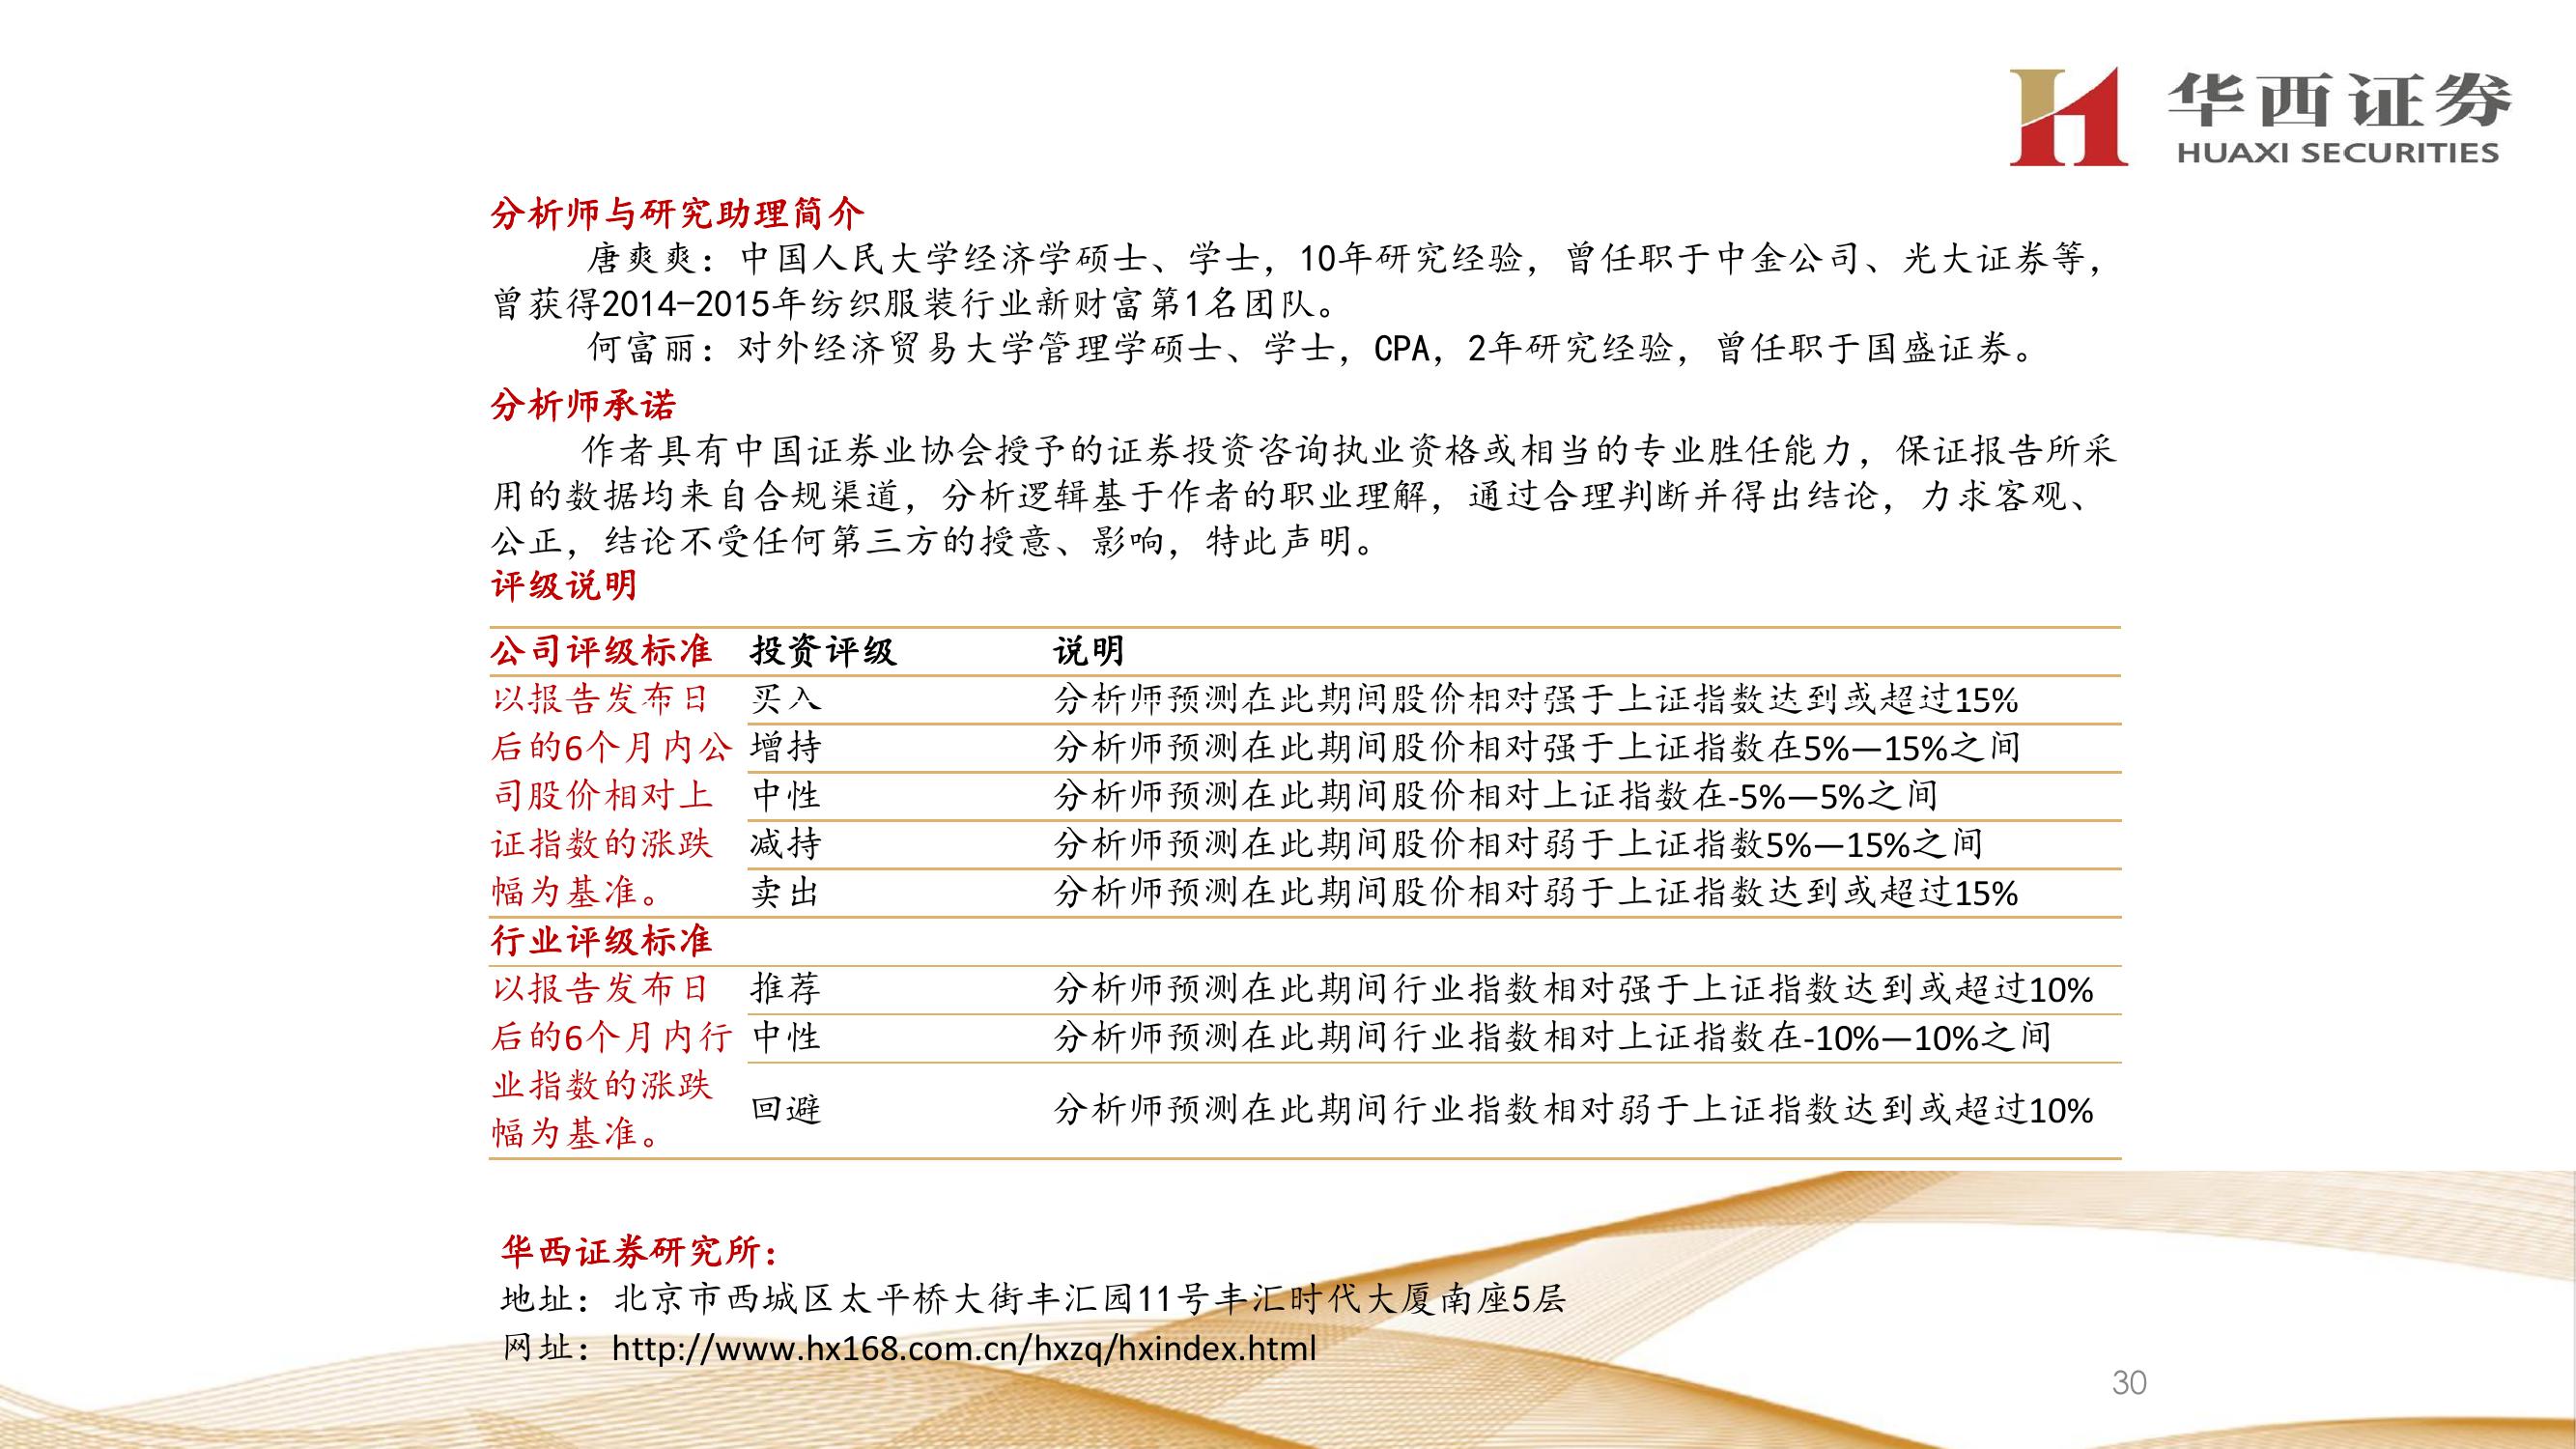 华西证券
HUAXI SECURITIES
分析师与研究助理简介
唐爽爽：中国人民大学经济学硕士、学士，10年研究经验，曾任职于中金公司、光大证券等，
曾获得2014-2015年纺织服装行业新财富第1名团队。
何富丽：对外经济贸易大学管理学硕士、学士，CPA，2年研究经验，曾任职于国盛证券。
分析师承诺
作者具有中国证券业协会授予的证券投资咨询执业资格或相当的专业胜任能力，保证报告所采
用的数据均来自合规渠道，分析逻辑基于作者的职业理解，通过合理判断并得出结论，力求客观、
公正，结论不受任何第三方的授意、影响，特此声明。
评级说明
公司评级标准 投资评级 说明
以报告发布日 买入 分析师预测在此期间股价相对强于上证指数达到或超过15%
后的6个月内公 增持 分析师预测在此期间股价相对强于上证指数在5%—15%之间
司股价相对上 中性 分析师预测在此期间股价相对上证指数在-5%—5%之间
证指数的涨跌 减持 分析师预测在此期间股价相对弱于上证指数5%—15%之间
幅为基准。 卖出 分析师预测在此期间股价相对弱于上证指数达到或超过15%
行业评级标准
以报告发布日 推荐 分析师预测在此期间行业指数相对强于上证指数达到或超过10%
后的6个月内行 中性 分析师预测在此期间行业指数相对上证指数在-10%—10%之间
业指数的涨跌
回避 分析师预测在此期间行业指数相对弱于上证指数达到或超过10%
幅为基准。
华西证券研究所：
地址：北京市西城区太平桥大街丰汇园11号丰汇时代大厦南座5层
网址：http://www.hx168.com.cn/hxzq/hxindex.html
30